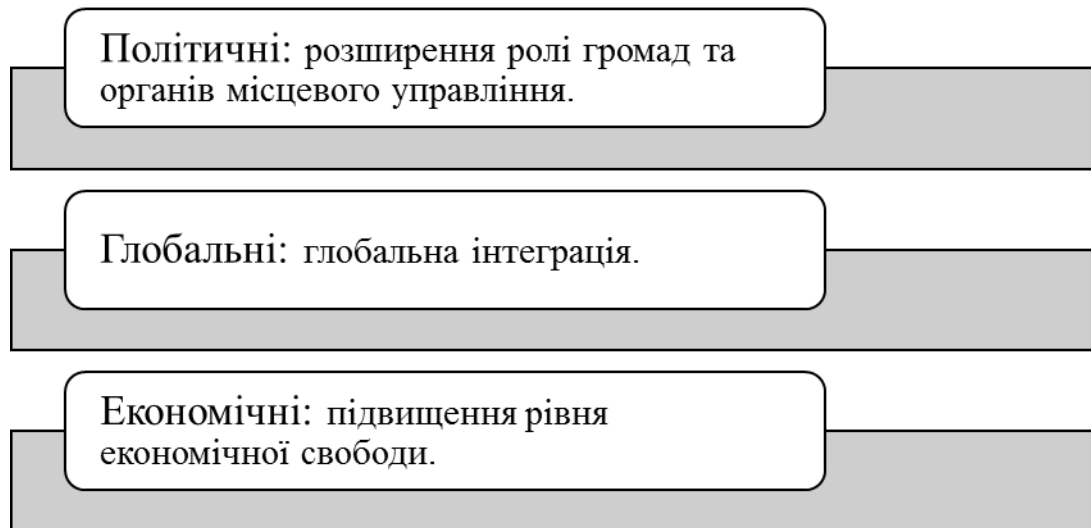 Політичні: розширення ролі громад та
органів місцевого управління.
Глобальні: глобальна інтеграція.
Економічні: підвищення рівня
економічної свободи.